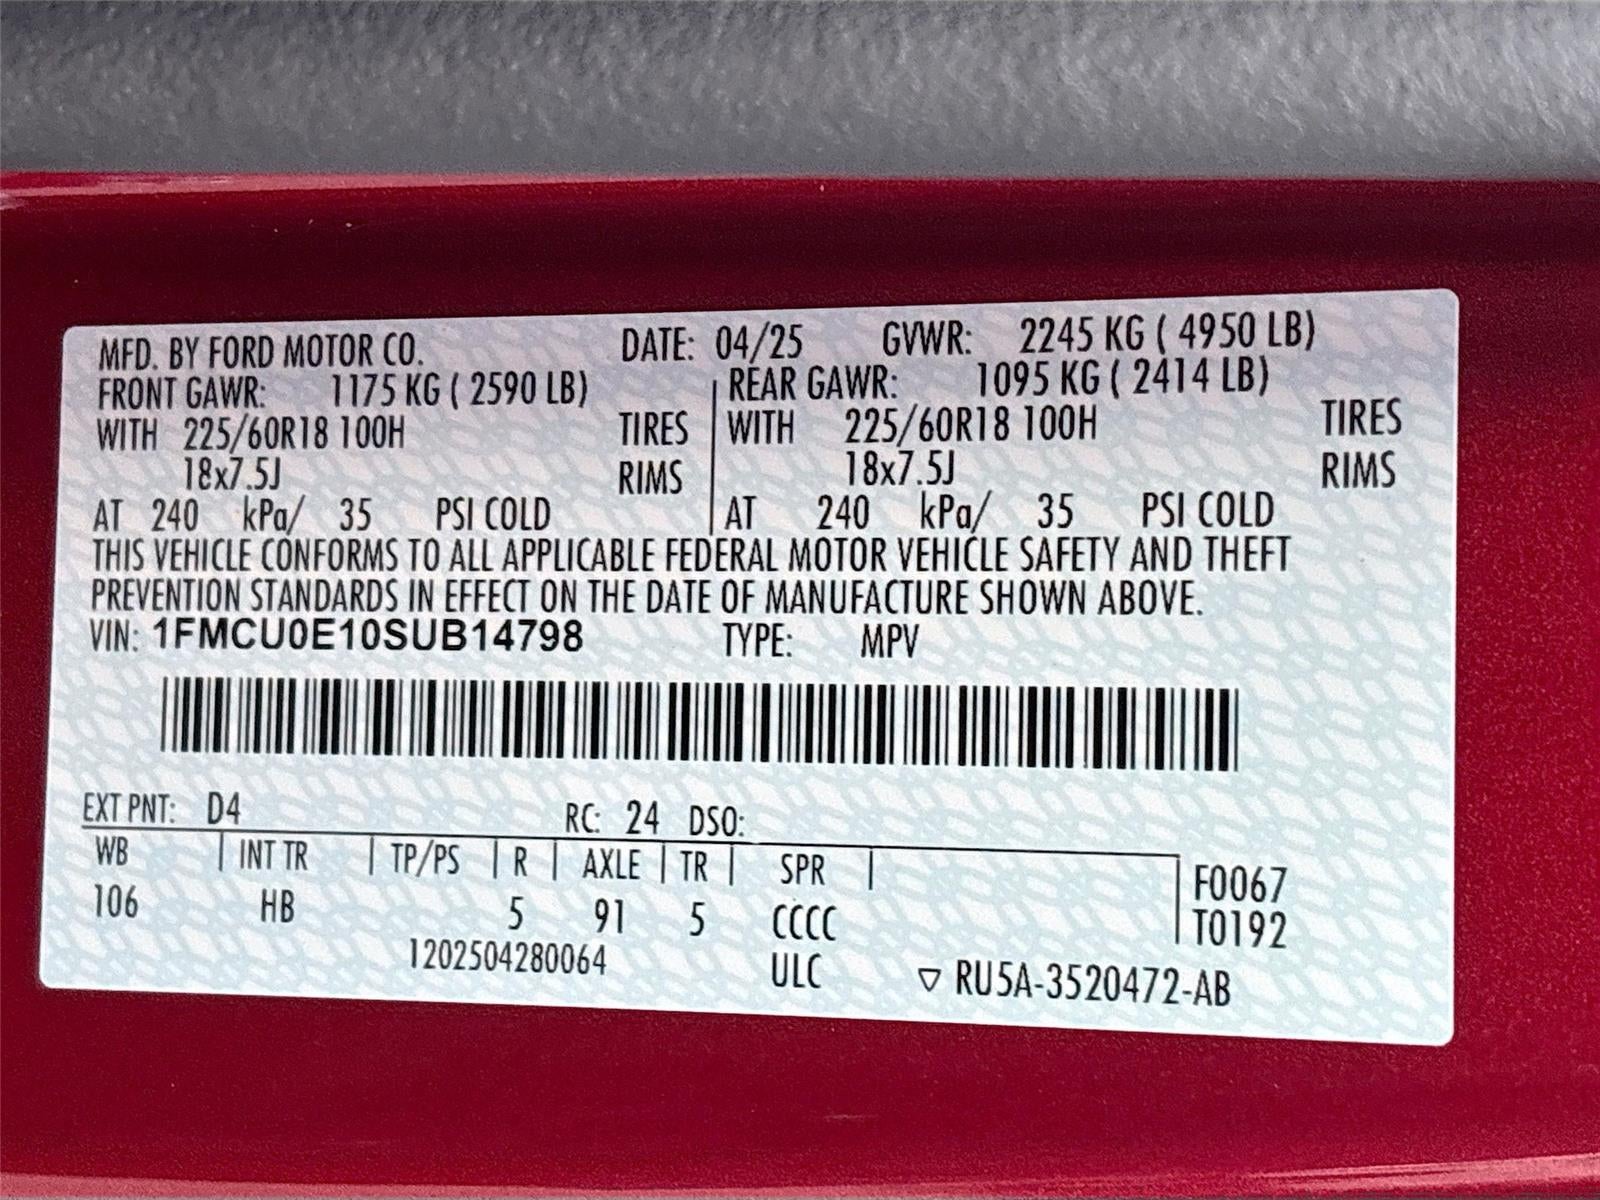 MFD. BY FORD MOTOR CO. DATE: 04/25 GVWR: 2245 KG ( 4950 LB)
FRONT GAWR: 1175 KG ( 2590 LB) REAR GAWR: 1095 KG ( 2414 LB)
WITH 225/60R18 100H TIRES WITH 225/60R18 100H TIRES
18x7.5J RIMS 18x7.5J RIMS
AT 240 kPa/ 35 PSI COLD AT 240 kPa/ 35 PSI COLD
THIS VEHICLE CONFORMS TO ALL APPLICABLE FEDERAL MOTOR VEHICLE SAFETY AND THEFT
PREVENTION STANDARDS IN EFFECT ON THE DATE OF MANUFACTURE SHOWN ABOVE.
VIN: 1FMCU0E10SUB14798 TYPE: MPV
EXT PNT: D4 RC: 24 DSO:
WB INT TR TP/PS R AXLE TR SPR F0067
106 HB 5 91 5 CCCC T0192
1202504280064 ULC ▽ RU5A-3520472-AB